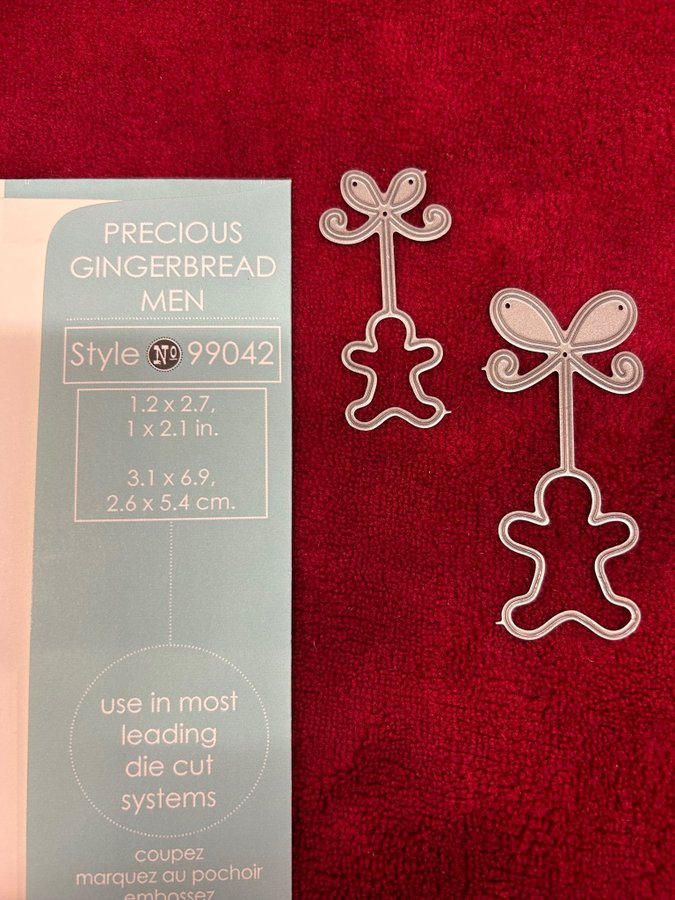 PRECIOUS
GINGERBREAD
MEN
Style Nº 99042
1.2 x 2.7,
1 x 2.1 in.
3.1 x 6.9,
2.6 x 5.4 cm.
use in most
leading
die cut
systems
coupez
marquez au pochoir
embossez